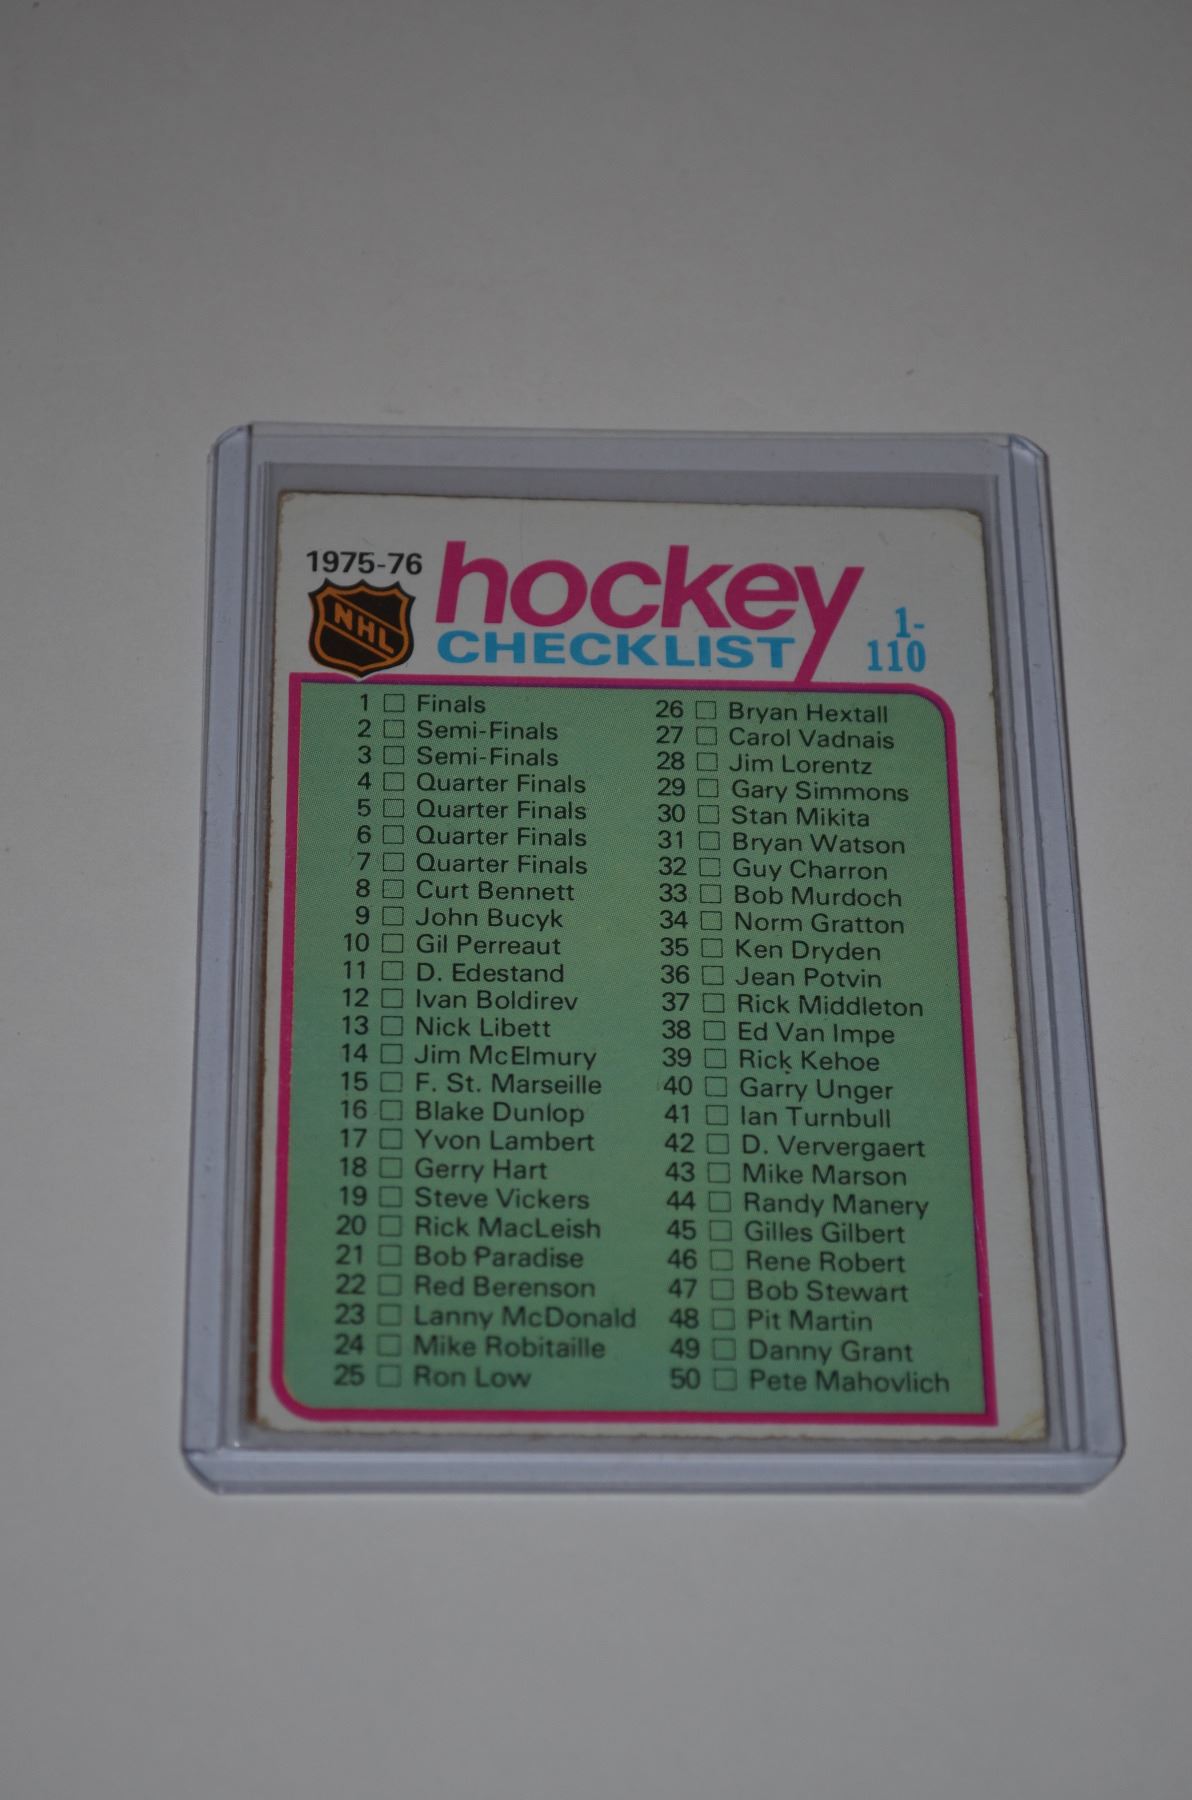 1975-76
NHL
hockey
CHECKLIST
1-
110
1 Finals
2 Semi-Finals
3 Semi-Finals
4 Quarter Finals
5 Quarter Finals
6 Quarter Finals
7 Quarter Finals
8 Curt Bennett
9 John Bucyk
10 Gil Perreaut
11 D. Edestand
12 Ivan Boldirev
13 Nick Libett
14 Jim McElmury
15 F. St. Marseille
16 Blake Dunlop
17 Yvon Lambert
18 Gerry Hart
19 Steve Vickers
20 Rick MacLeish
21 Bob Paradise
22 Red Berenson
23 Lanny McDonald
24 Mike Robitaille
25 Ron Low
26 Bryan Hextall
27 Carol Vadnais
28 Jim Lorentz
29 Gary Simmons
30 Stan Mikita
31 Bryan Watson
32 Guy Charron
33 Bob Murdoch
34 Norm Gratton
35 Ken Dryden
36 Jean Potvin
37 Rick Middleton
38 Ed Van Impe
39 Rick Kehoe
40 Garry Unger
41 Ian Turnbull
42 D. Ververgaert
43 Mike Marson
44 Randy Manery
45 Gilles Gilbert
46 Rene Robert
47 Bob Stewart
48 Pit Martin
49 Danny Grant
50 Pete Mahovlich